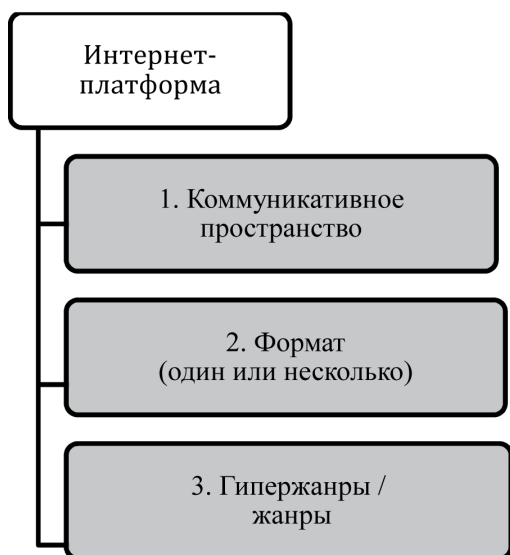 Интернет-
платформа
1. Коммуникативное
пространство
2. Формат
(один или несколько)
3. Гипержанры /
жанры